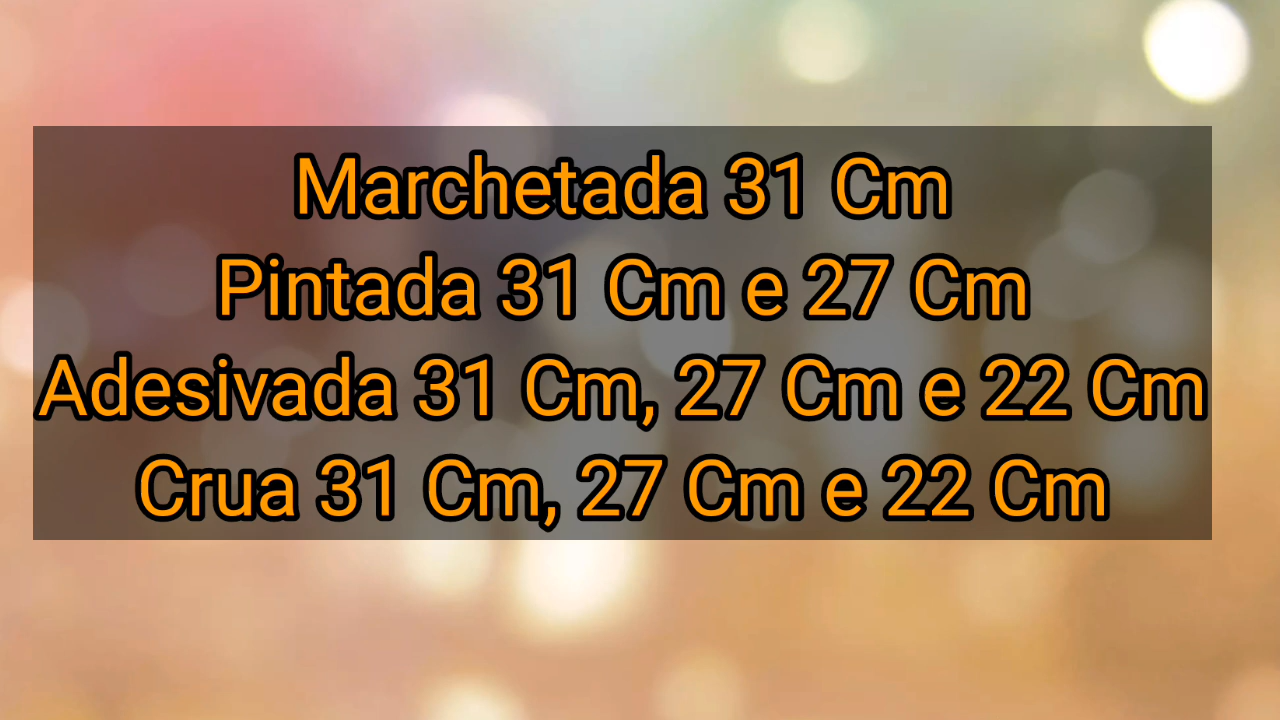 Marchetada 31 Cm
Pintada 31 Cm e 27 Cm
Adesivada 31 Cm, 27 Cm e 22 Cm
Crua 31 Cm, 27 Cm e 22 Cm